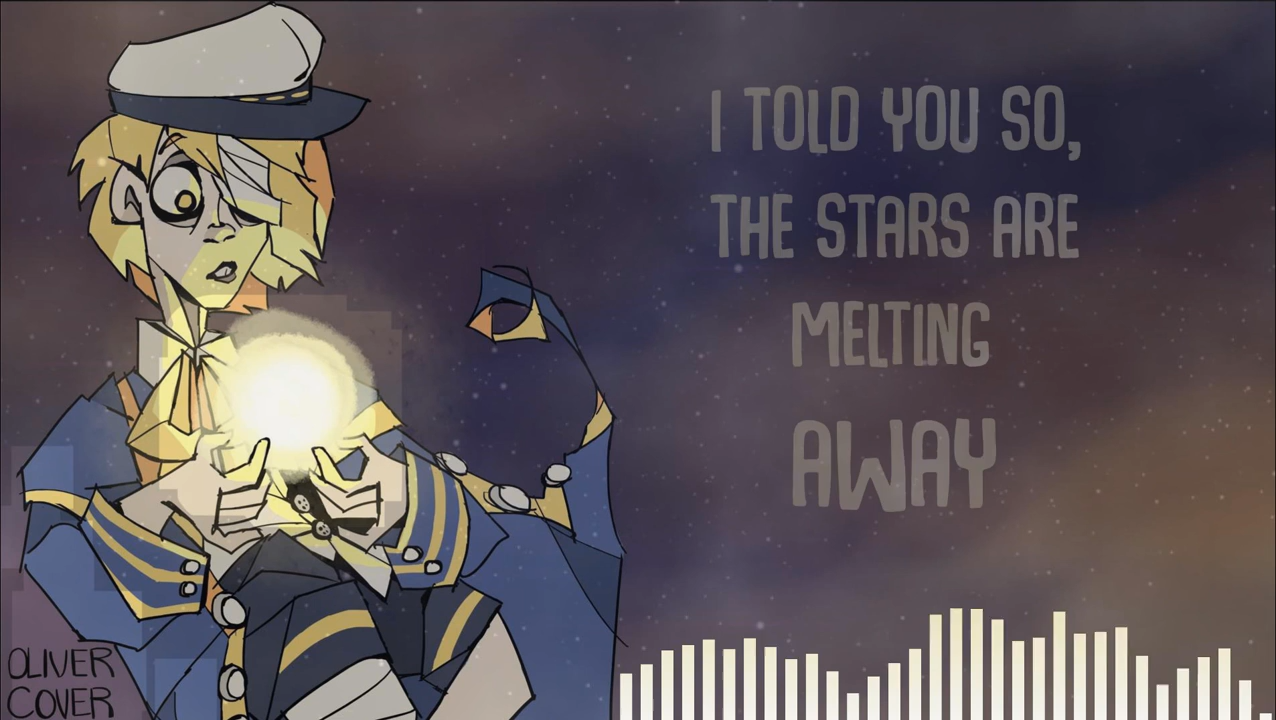 I TOLD YOU SO,
THE STARS ARE
MELTING
AWAY
OLIVER
COVER